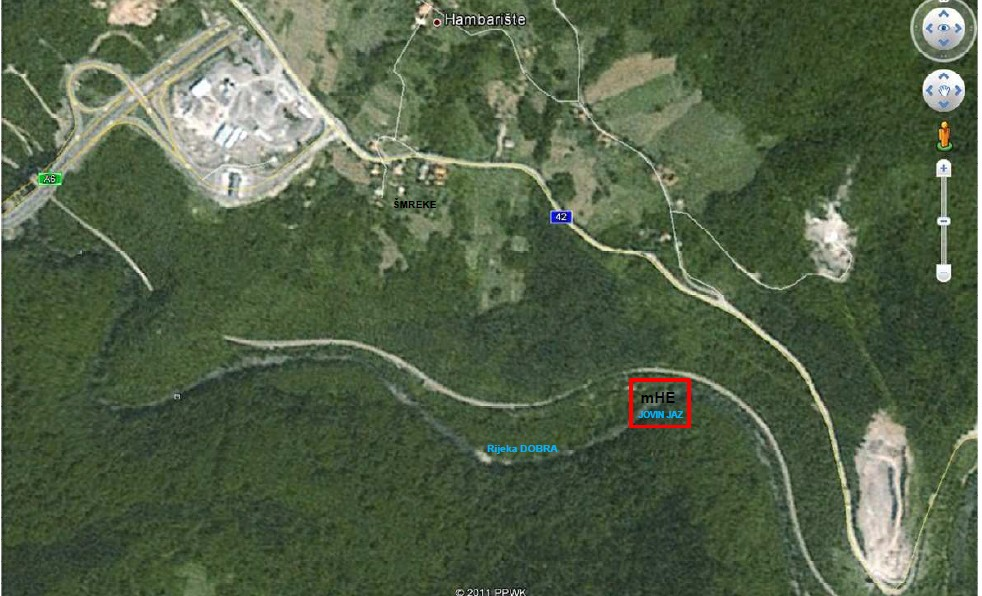 Hambarište
A6
ŠMREKE
42
mHE
JOVIN JAZ
Rijeka DOBRA
© 2011 PPWK